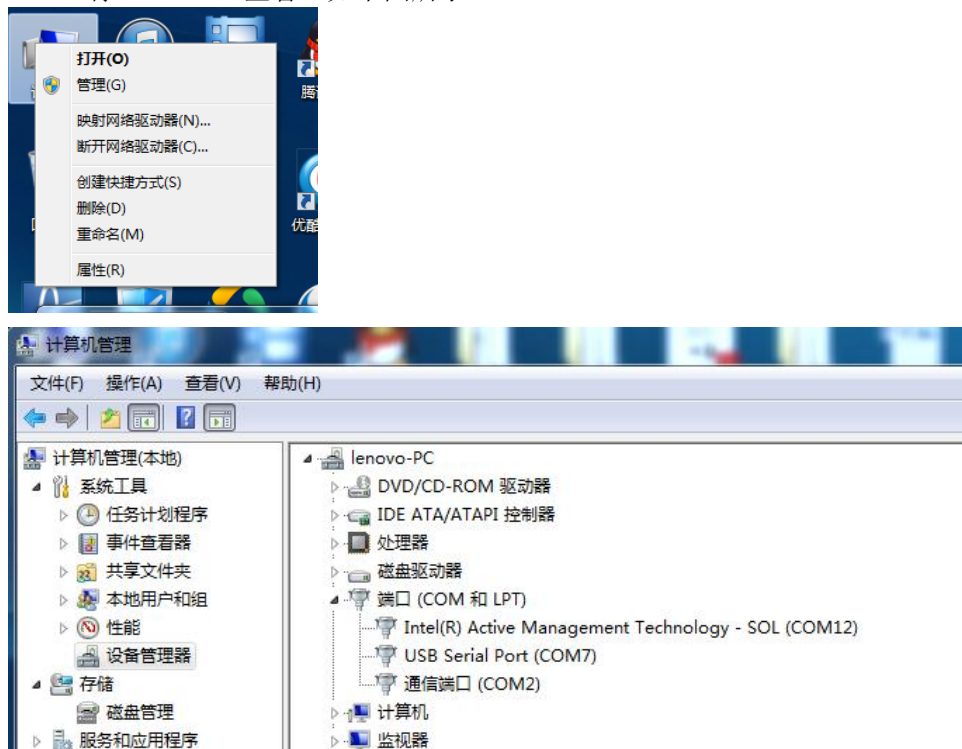 打开(O)
管理(G)
映射网络驱动器(N)...
断开网络驱动器(C)...
创建快捷方式(S)
删除(D)
重命名(M)
属性(R)
优酷
计算机管理
文件(F) 操作(A) 查看(V) 帮助(H)
计算机管理(本地)
系统工具
任务计划程序
事件查看器
共享文件夹
本地用户和组
性能
设备管理器
存储
磁盘管理
服务和应用程序
lenovo-PC
DVD/CD-ROM 驱动器
IDE ATA/ATAPI 控制器
处理器
磁盘驱动器
端口 (COM 和 LPT)
Intel(R) Active Management Technology - SOL (COM12)
USB Serial Port (COM7)
通信端口 (COM2)
计算机
监视器